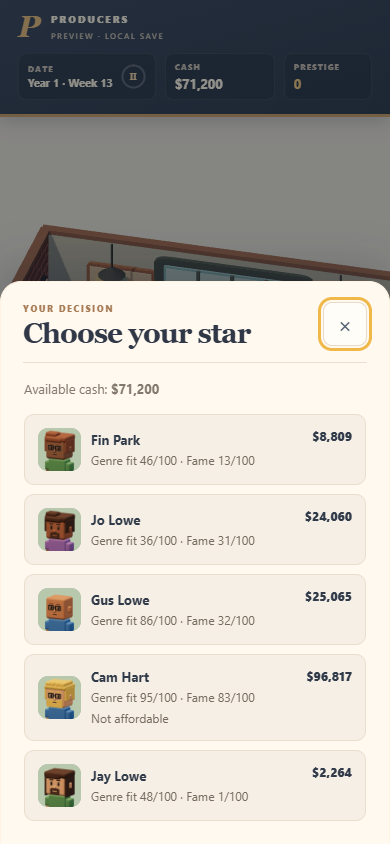 P PRODUCERS
PREVIEW · LOCAL SAVE
DATE
Year 1 · Week 13
CASH
$71,200
PRESTIGE
0
YOUR DECISION
Choose your star
×
Available cash: $71,200
Fin Park
$8,809
Genre fit 46/100 · Fame 13/100
Jo Lowe
$24,060
Genre fit 36/100 · Fame 31/100
Gus Lowe
$25,065
Genre fit 86/100 · Fame 32/100
Cam Hart
$96,817
Genre fit 95/100 · Fame 83/100
Not affordable
Jay Lowe
$2,264
Genre fit 48/100 · Fame 1/100